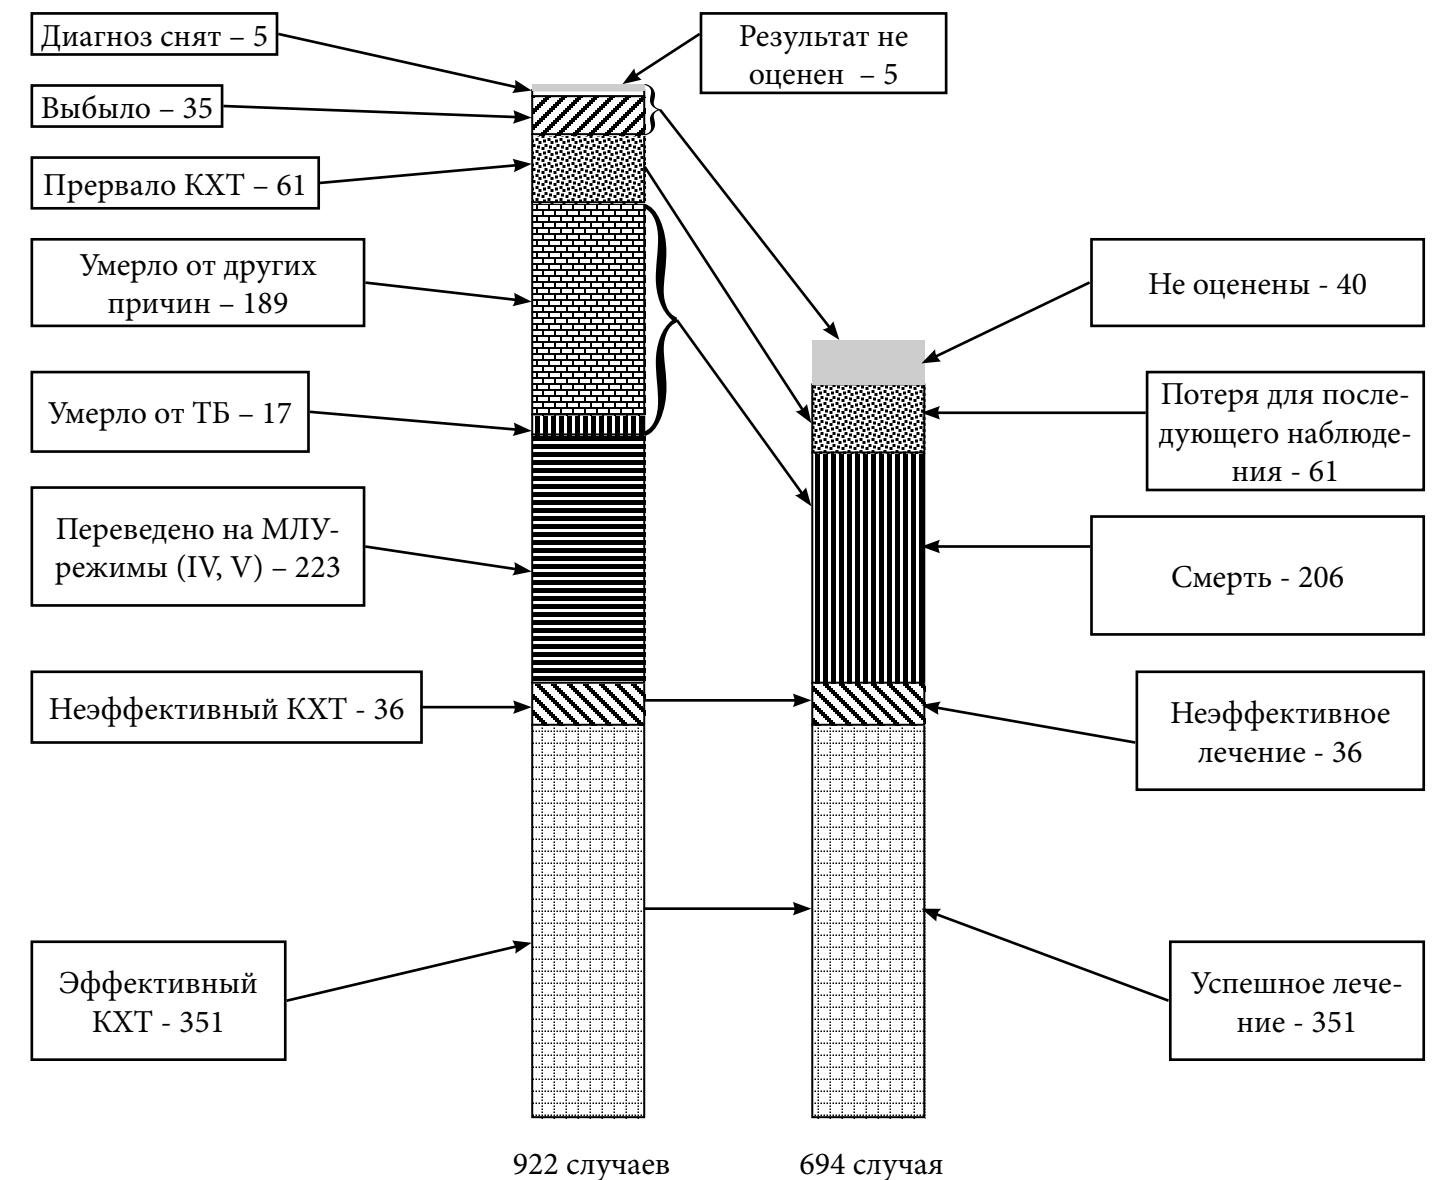 Диагноз снят – 5
Выбыло – 35
Прервало КХТ – 61
Умерло от других
причин – 189
Умерло от ТБ – 17
Переведено на МЛУ-
режимы (IV, V) – 223
Неэффективный КХТ - 36
Эффективный
КХТ - 351
Результат не
оценен – 5
Не оценены - 40
Потеря для после-
дующего наблюде-
ния - 61
Смерть - 206
Неэффективное
лечение - 36
Успешное лече-
ние - 351
922 случаев
694 случая